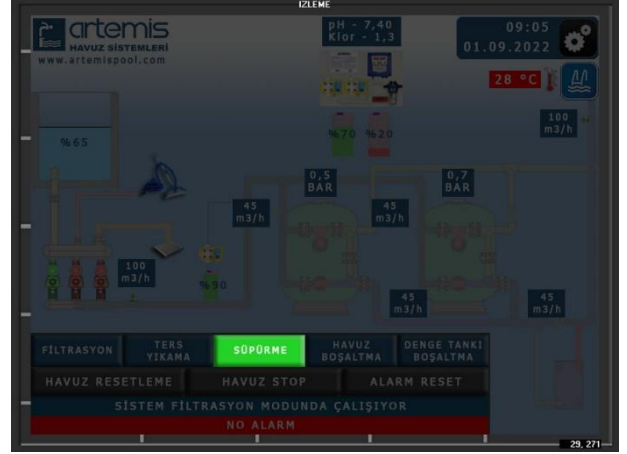 İZLEME
artemis
HAVUZ SİSTEMLERİ
www.artemispool.com
pH - 7,40
Klor - 1,3
09:05
01.09.2022
28 °C
100
m3/h
%65
%70 %20
0,5
BAR
0,7
BAR
45
m3/h
45
m3/h
100
m3/h
%90
45
m3/h
45
m3/h
FİLTRASYON
TERS
YIKAMA
SÜPÜRME
HAVUZ
BOŞALTMA
DENGE TANKI
BOŞALTMA
HAVUZ RESETLEME
HAVUZ STOP
ALARM RESET
SİSTEM FİLTRASYON MODUNDA ÇALIŞIYOR
NO ALARM
29, 271